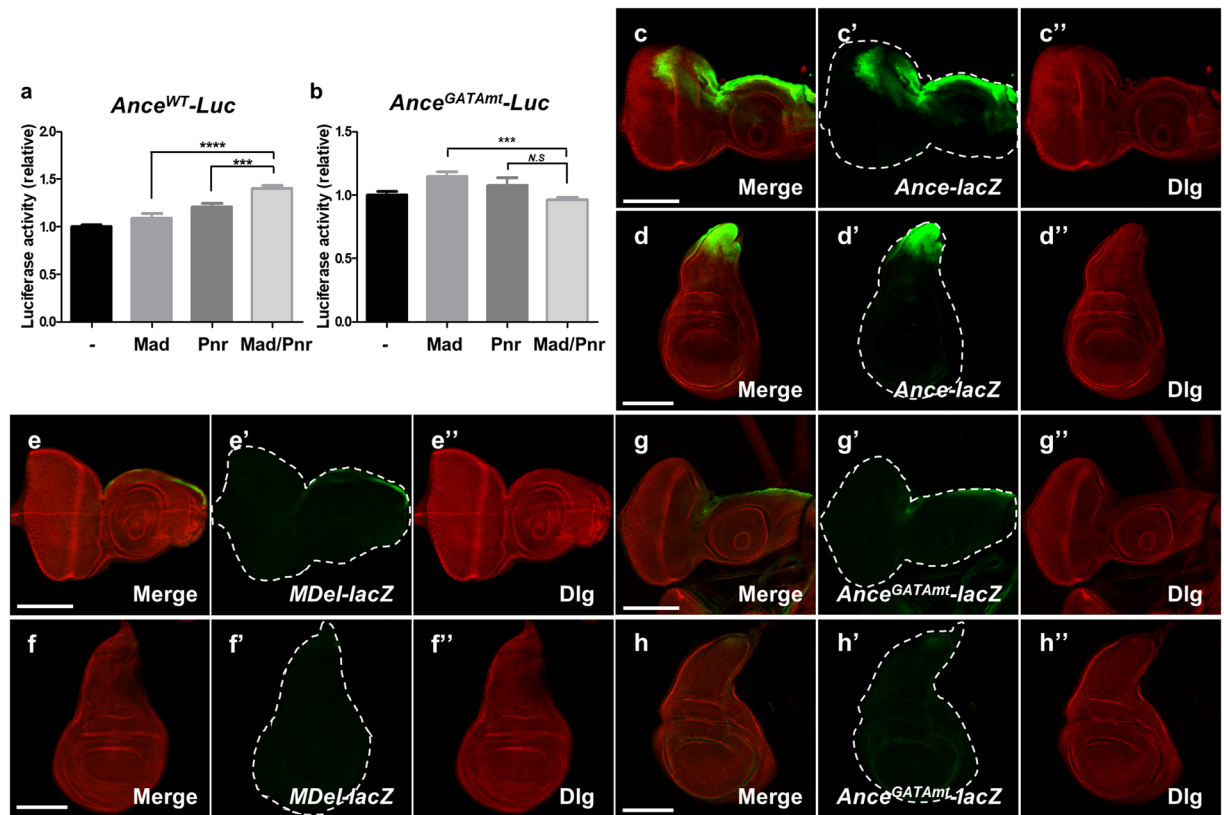 a
Ance^WT-Luc
Luciferase activity (relative)
2.0
1.5
1.0
0.5
0.0
****
***
- Mad Pnr Mad/Pnr
b
Ance^GATAmt-Luc
Luciferase activity (relative)
1.5
1.0
0.5
0.0
***
N.S
- Mad Pnr Mad/Pnr
c c’ c’’
Merge Ance-lacZ Dlg
d d’ d’’
Merge Ance-lacZ Dlg
e e’ e’’ g g’ g’’
Merge MDel-lacZ Dlg Merge Ance^GATAmt-lacZ Dlg
f f’ f’’ h h’ h’’
Merge MDel-lacZ Dlg Merge Ance^GATAmt-lacZ Dlg